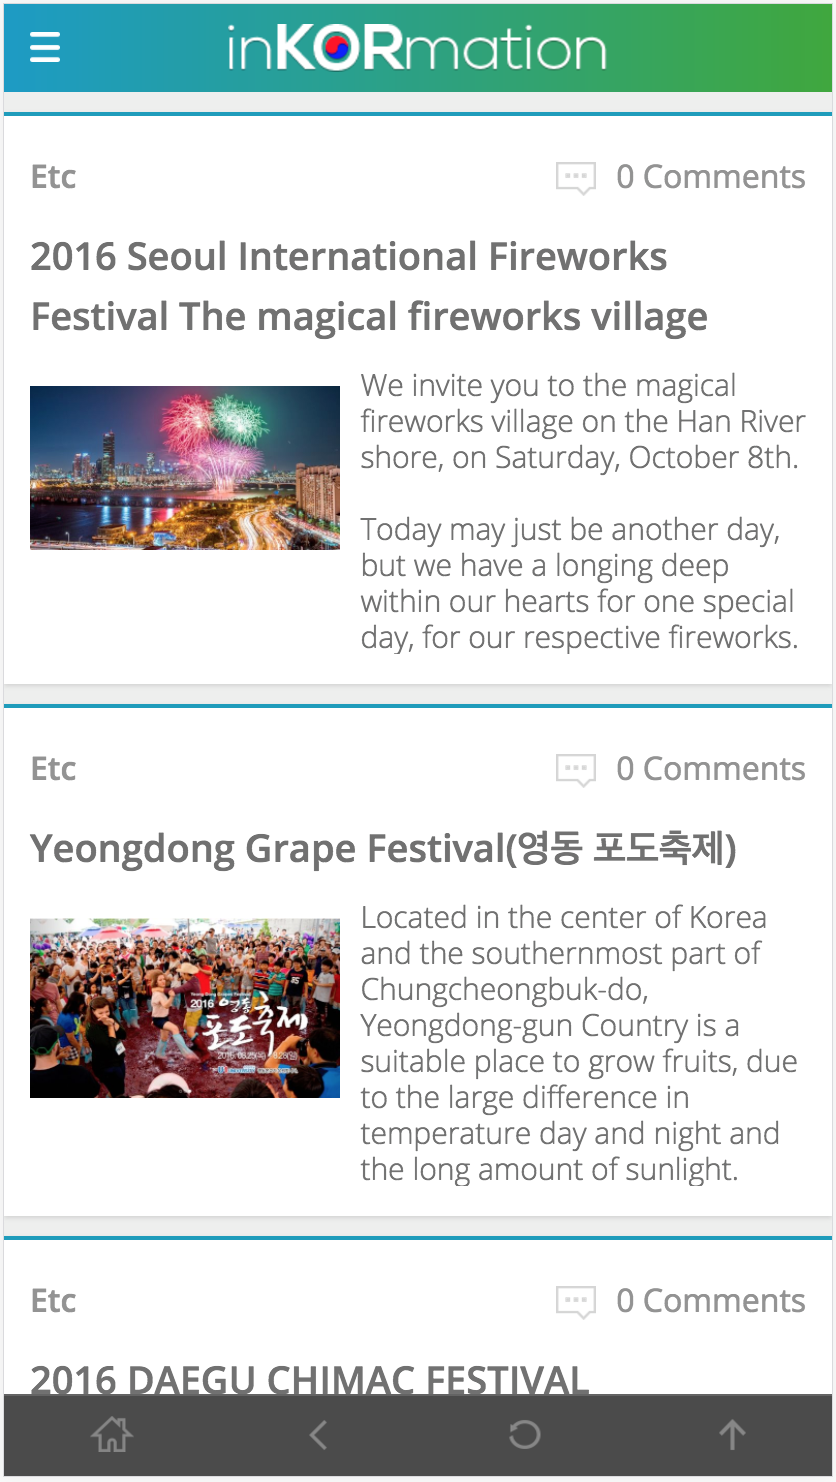 inKORmation
Etc
0 Comments
2016 Seoul International Fireworks
Festival The magical fireworks village
We invite you to the magical
fireworks village on the Han River
shore, on Saturday, October 8th.
Today may just be another day,
but we have a longing deep
within our hearts for one special
day, for our respective fireworks.
Etc
0 Comments
Yeongdong Grape Festival(영동 포도축제)
2016 영동
포도축제
Located in the center of Korea
and the southernmost part of
Chungcheongbuk-do,
Yeongdong-gun Country is a
suitable place to grow fruits, due
to the large difference in
temperature day and night and
the long amount of sunlight.
Etc
0 Comments
2016 DAEGU CHIMAC FESTIVAL